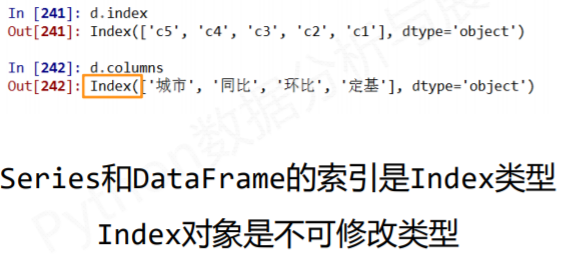 In [241]: d.index
Out[241]: Index(['c5', 'c4', 'c3', 'c2', 'c1'], dtype='object')
In [242]: d.columns
Out[242]: Index(['城市', '同比', '环比', '定基'], dtype='object')
Series和DataFrame的索引是Index类型
Index对象是不可修改类型